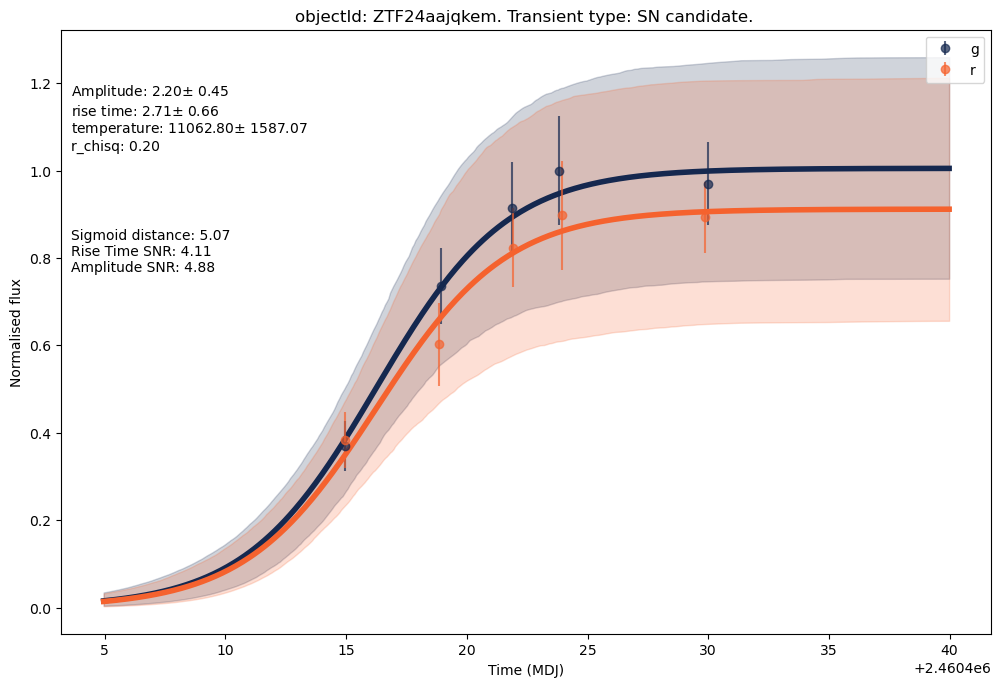 objectId: ZTF24aajqkem. Transient type: SN candidate.
g
r
Amplitude: 2.20± 0.45
rise time: 2.71± 0.66
temperature: 11062.80± 1587.07
r_chisq: 0.20
Sigmoid distance: 5.07
Rise Time SNR: 4.11
Amplitude SNR: 4.88
Normalised flux
1.2
1.0
0.8
0.6
0.4
0.2
0.0
5 10 15 20 25 30 35 40
Time (MDJ)
+2.4604e6